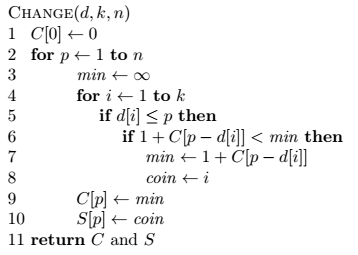 CHANGE(d, k, n)
1 C[0] ← 0
2 for p ← 1 to n
3 min ← ∞
4 for i ← 1 to k
5 if d[i] ≤ p then
6 if 1 + C[p − d[i]] < min then
7 min ← 1 + C[p − d[i]]
8 coin ← i
9 C[p] ← min
10 S[p] ← coin
11 return C and S